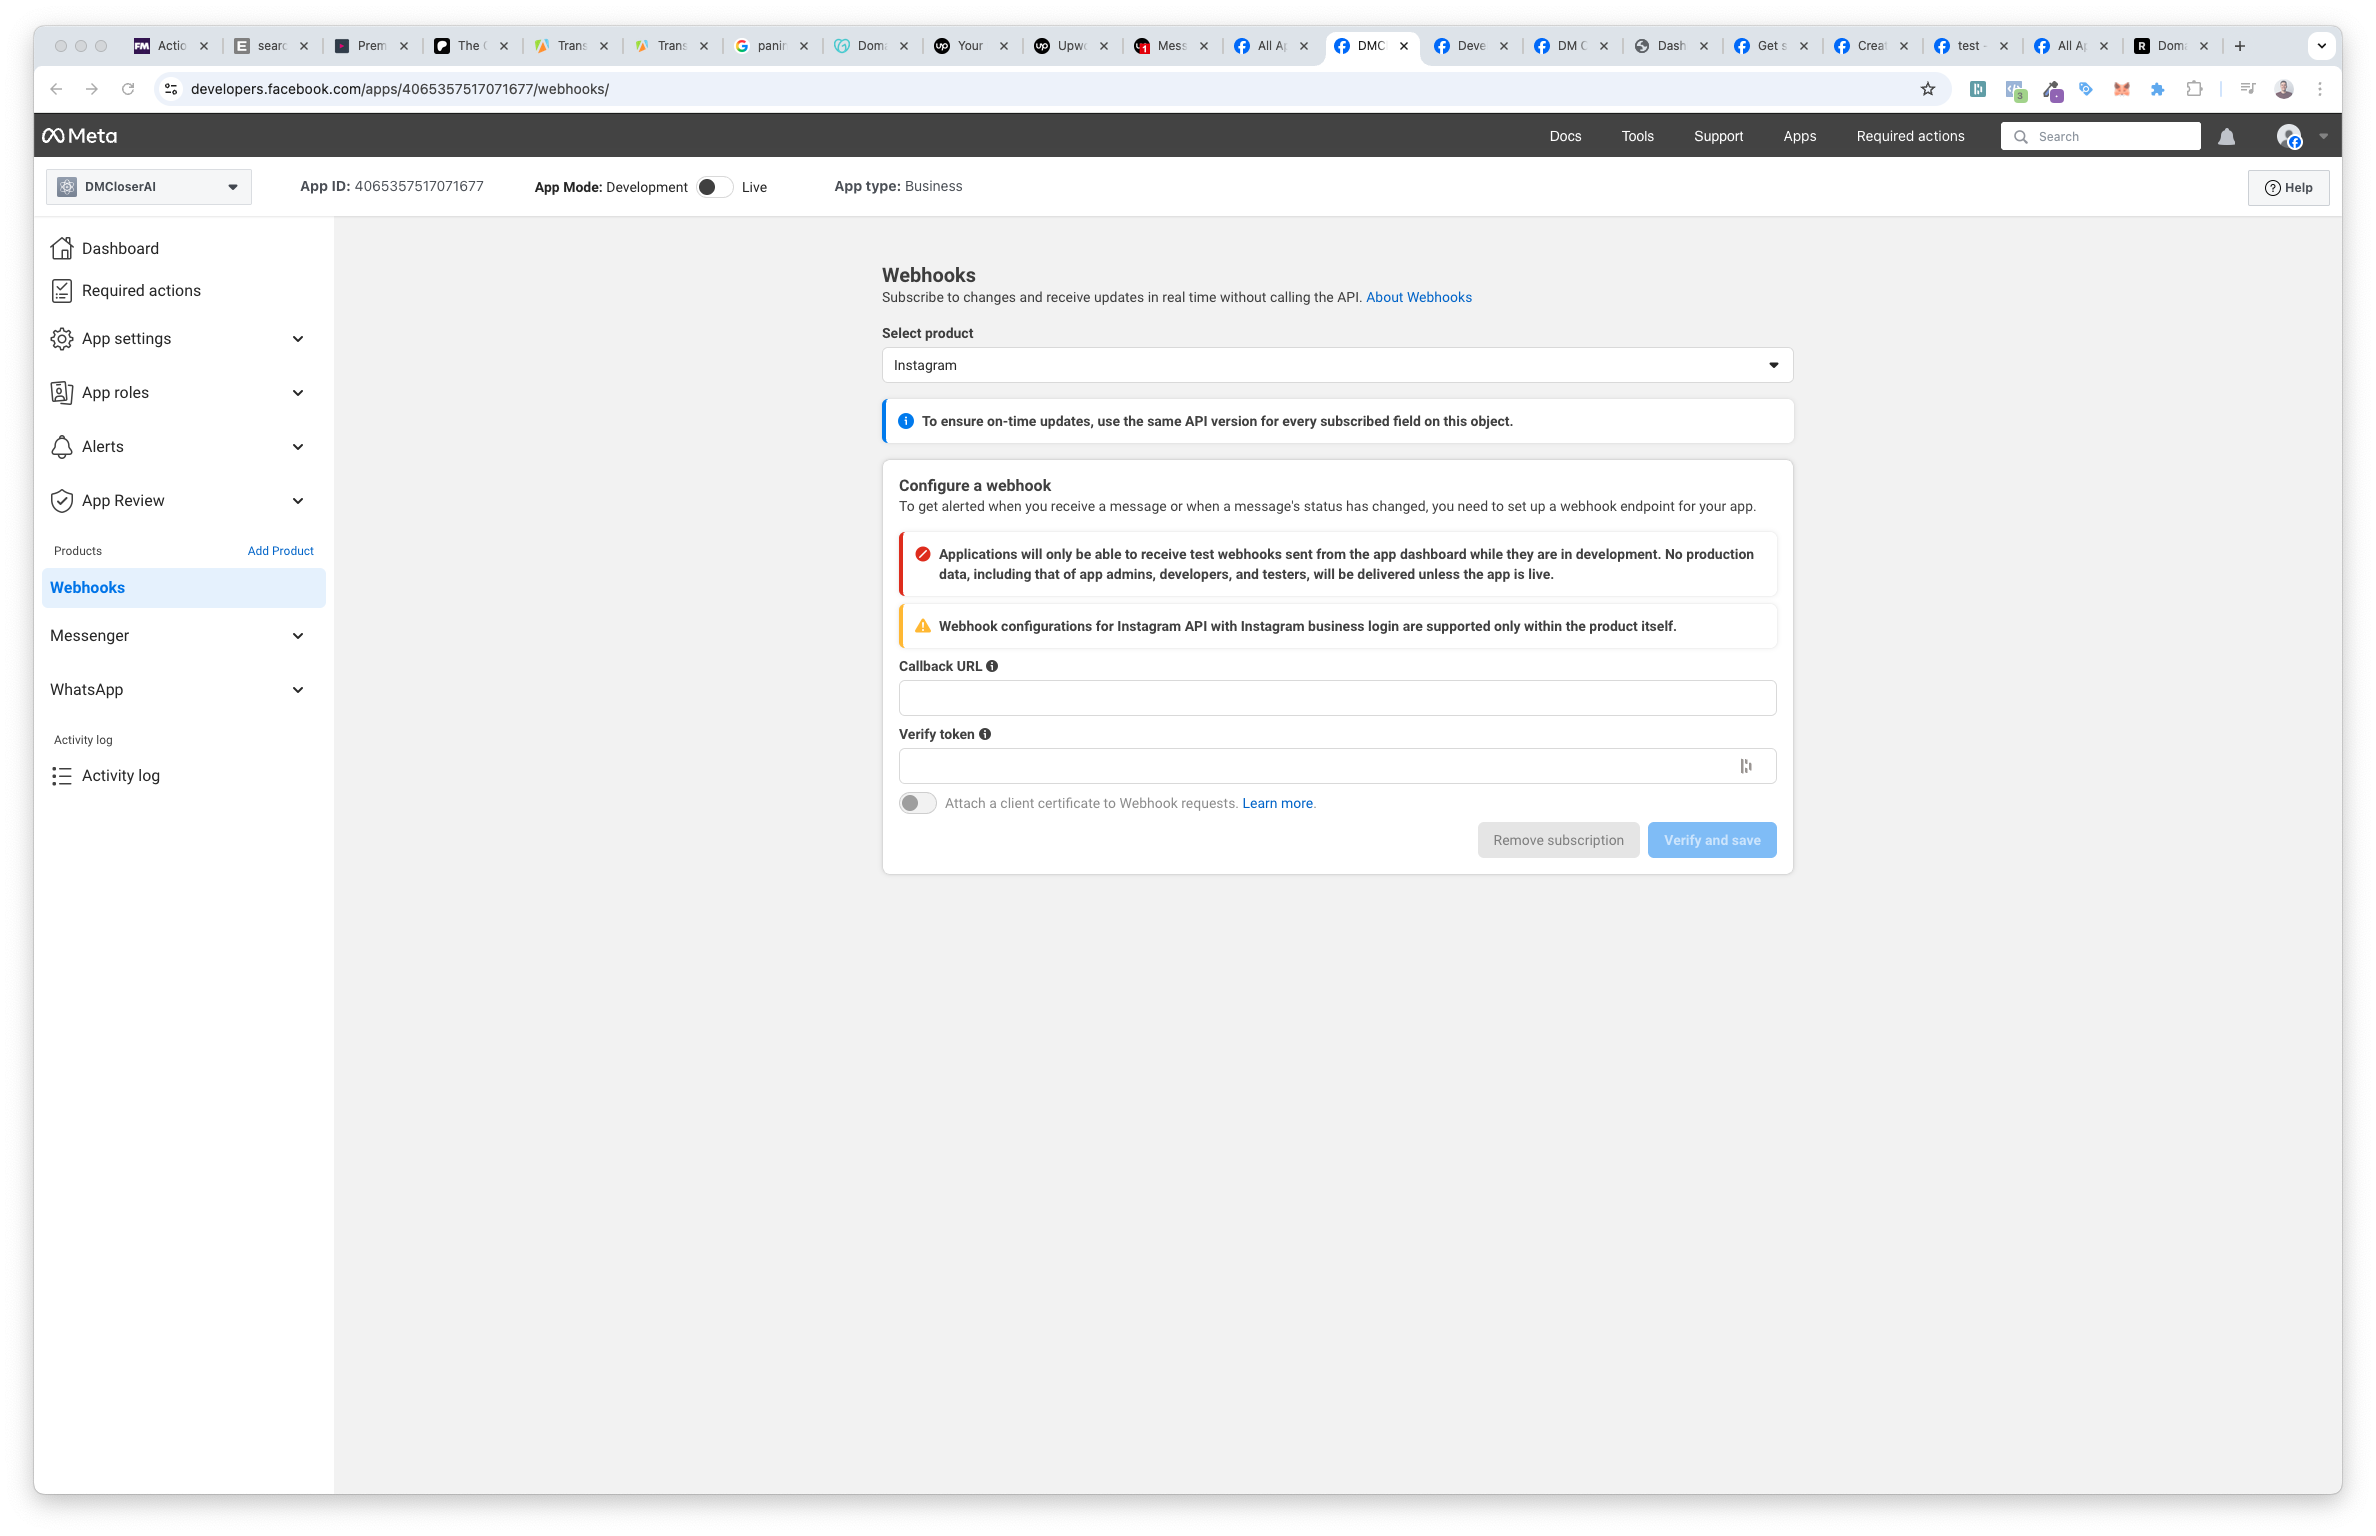 Actio
sear
Prem
The
Trans
Trans
panin
Doma
Your
Upwo
Mess
All Ap
DMC
Deve
DM C
Dash
Get s
Creat
test -
All Ap
Doma
developers.facebook.com/apps/4065357517071677/webhooks/
3
Meta
Docs
Tools
Support
Apps
Required actions
Search
DMCloserAI
App ID: 4065357517071677
App Mode: Development
Live
App type: Business
Help
Dashboard
Required actions
App settings
App roles
Alerts
App Review
Products
Add Product
Webhooks
Messenger
WhatsApp
Activity log
Activity log
Webhooks
Subscribe to changes and receive updates in real time without calling the API. About Webhooks
Select product
Instagram
To ensure on-time updates, use the same API version for every subscribed field on this object.
Configure a webhook
To get alerted when you receive a message or when a message's status has changed, you need to set up a webhook endpoint for your app.
Applications will only be able to receive test webhooks sent from the app dashboard while they are in development. No production
data, including that of app admins, developers, and testers, will be delivered unless the app is live.
Webhook configurations for Instagram API with Instagram business login are supported only within the product itself.
Callback URL
Verify token
Attach a client certificate to Webhook requests. Learn more.
Remove subscription
Verify and save